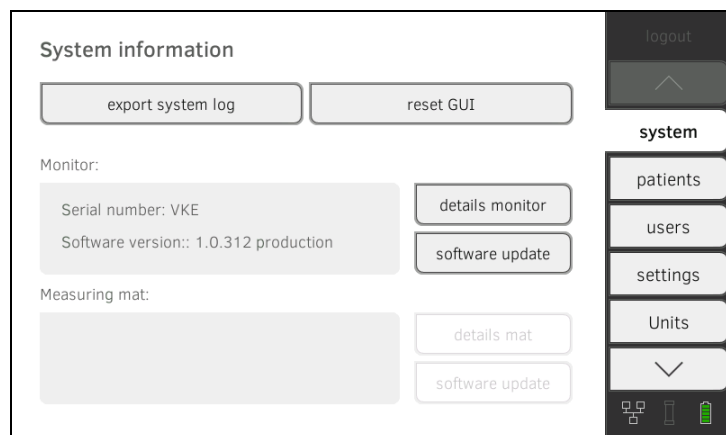 System information
export system log
reset GUI
Monitor:
Serial number: VKE
Software version:: 1.0.312 production
details monitor
software update
Measuring mat:
details mat
software update
logout
system
patients
users
settings
Units